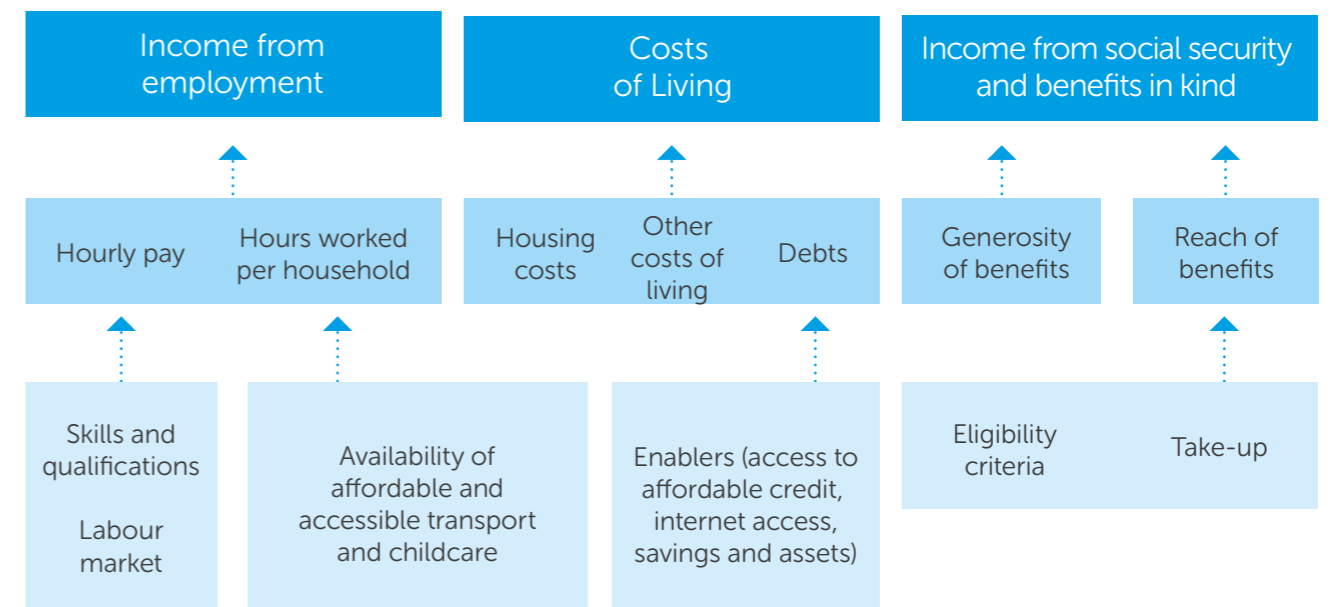 Income from
employment
Costs
of Living
Income from social security
and benefits in kind
Hourly pay
Hours worked
per household
Housing
costs
Other
costs of
living
Debts
Generosity
of benefits
Reach of
benefits
Skills and
qualifications
Labour
market
Availability of
affordable and
accessible transport
and childcare
Enablers (access to
affordable credit,
internet access,
savings and assets)
Eligibility
criteria
Take-up